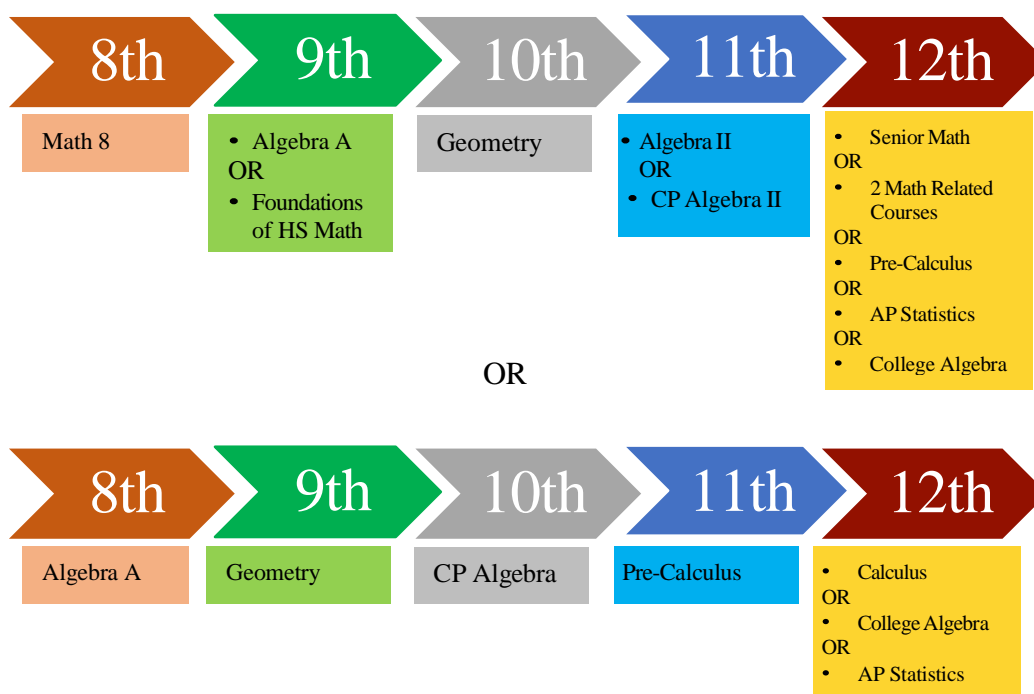 8th
9th
10th
11th
12th
Math 8
• Algebra A
OR
• Foundations
of HS Math
Geometry
• Algebra II
OR
• CP Algebra II
• Senior Math
OR
• 2 Math Related
Courses
OR
• Pre-Calculus
OR
• AP Statistics
OR
• College Algebra
OR
8th
9th
10th
11th
12th
Algebra A
Geometry
CP Algebra
Pre-Calculus
• Calculus
OR
• College Algebra
OR
• AP Statistics